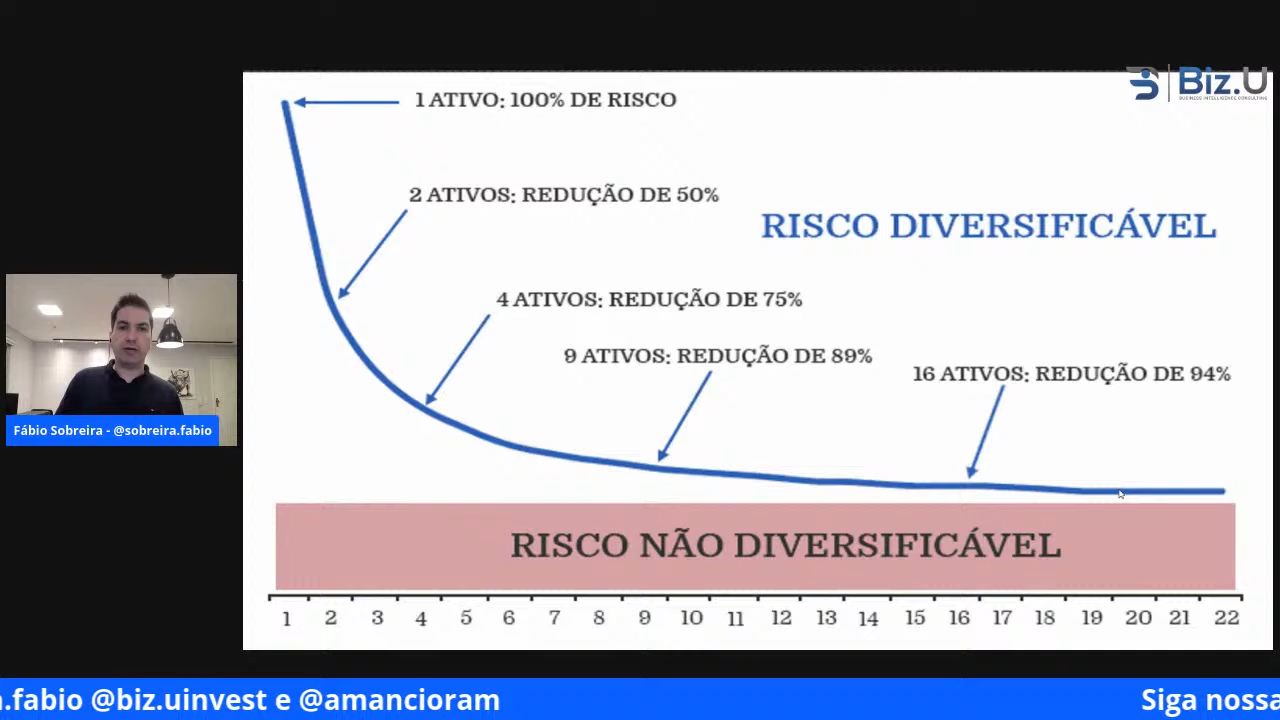 Biz.U
BUSINESS INTELLIGENCE CONSULTING
1 ATIVO: 100% DE RISCO
2 ATIVOS: REDUÇÃO DE 50%
RISCO DIVERSIFICÁVEL
4 ATIVOS: REDUÇÃO DE 75%
9 ATIVOS: REDUÇÃO DE 89%
16 ATIVOS: REDUÇÃO DE 94%
Fábio Sobreira - @sobreira.fabio
RISCO NÃO DIVERSIFICÁVEL
1 2 3 4 5 6 7 8 9 10 11 12 13 14 15 16 17 18 19 20 21 22
a.fabio @biz.uinvest e @amancioram
Siga nossa